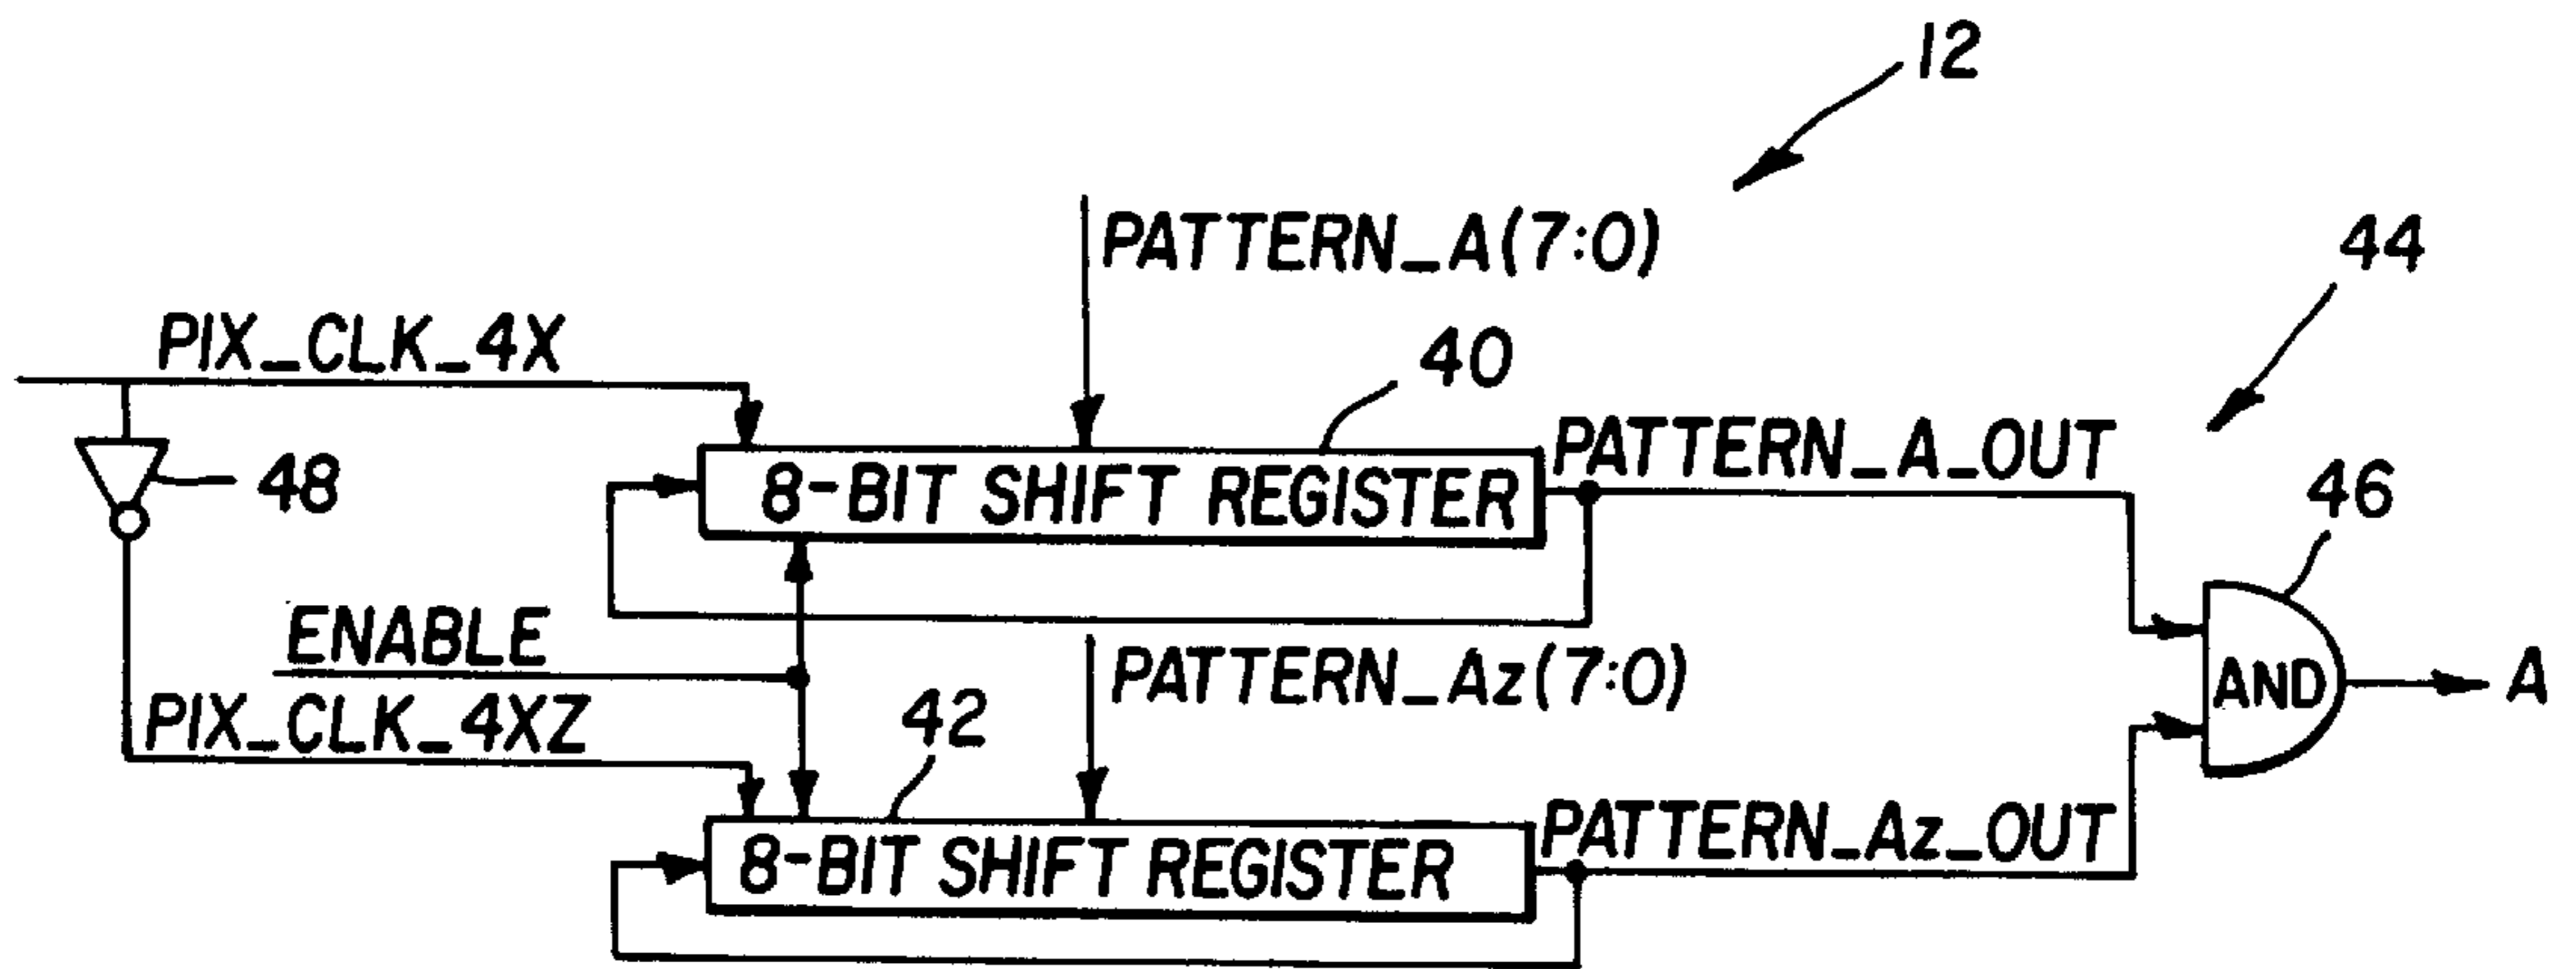 12
PATTERN_A(7:0)
44
PIX_CLK_4X
40
PATTERN_A_OUT
48
8-BIT SHIFT REGISTER
46
ENABLE
PATTERN_Az(7:0)
AND
A
PIX_CLK_4XZ
42
PATTERN_Az_OUT
8-BIT SHIFT REGISTER